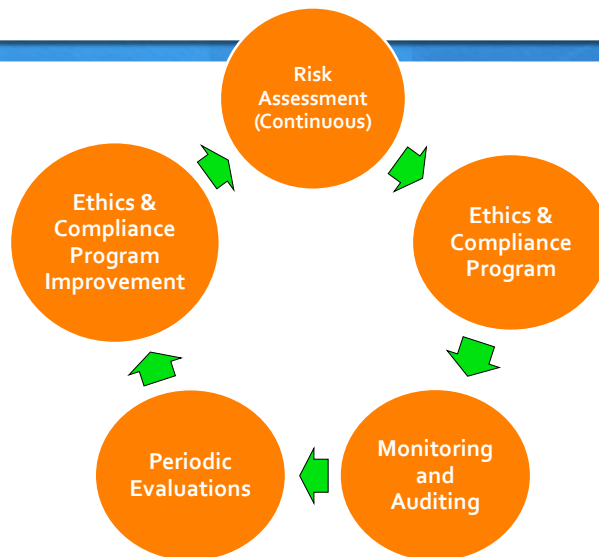 Risk
Assessment
(Continuous)
Ethics &
Compliance
Program
Monitoring
and
Auditing
Periodic
Evaluations
Ethics &
Compliance
Program
Improvement